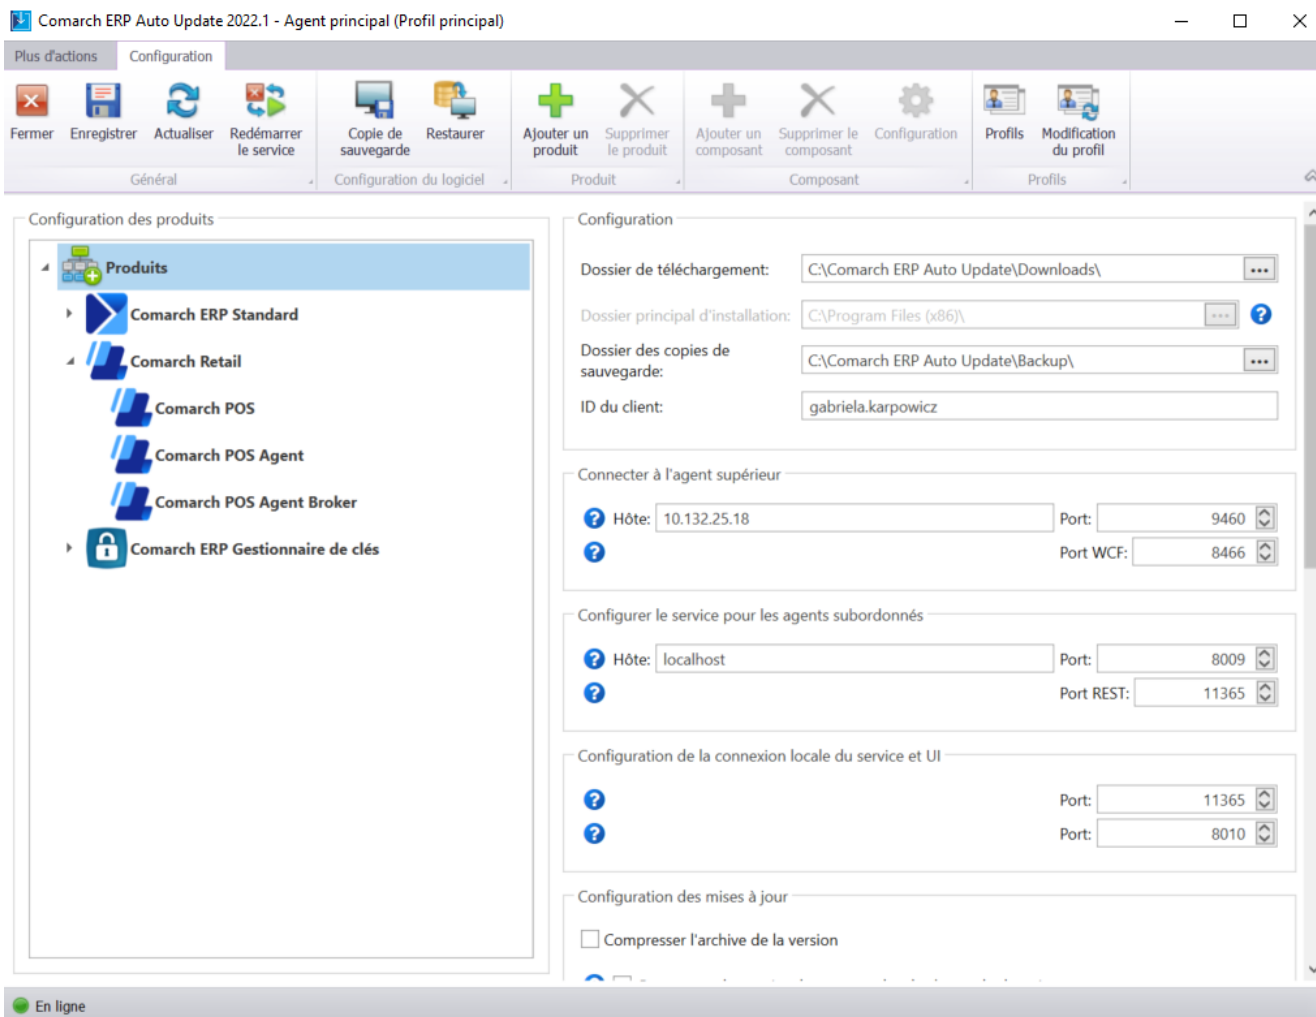 Comarch ERP Auto Update 2022.1 - Agent principal (Profil principal)
Plus d'actions
Configuration
Fermer
Enregistrer
Actualiser
Redémarrer
le service
Copie de
sauvegarde
Restaurer
Ajouter un
produit
Supprimer
le produit
Ajouter un
composant
Supprimer le
composant
Configuration
Profils
Modification
du profil
Général
Configuration du logiciel
Produit
Composant
Profils
Configuration des produits
Produits
Comarch ERP Standard
Comarch Retail
Comarch POS
Comarch POS Agent
Comarch POS Agent Broker
Comarch ERP Gestionnaire de clés
Configuration
Dossier de téléchargement: C:\Comarch ERP Auto Update\Downloads\ ...
Dossier principal d'installation: C:\Program Files (x86)\ ...
Dossier des copies de
sauvegarde: C:\Comarch ERP Auto Update\Backup\ ...
ID du client: gabriela.karpowicz
Connecter à l'agent supérieur
Hôte: 10.132.25.18 Port: 9460
Port WCF: 8466
Configurer le service pour les agents subordonnés
Hôte: localhost Port: 8009
Port REST: 11365
Configuration de la connexion locale du service et UI
Port: 11365
Port: 8010
Configuration des mises à jour
Compresser l'archive de la version
En ligne